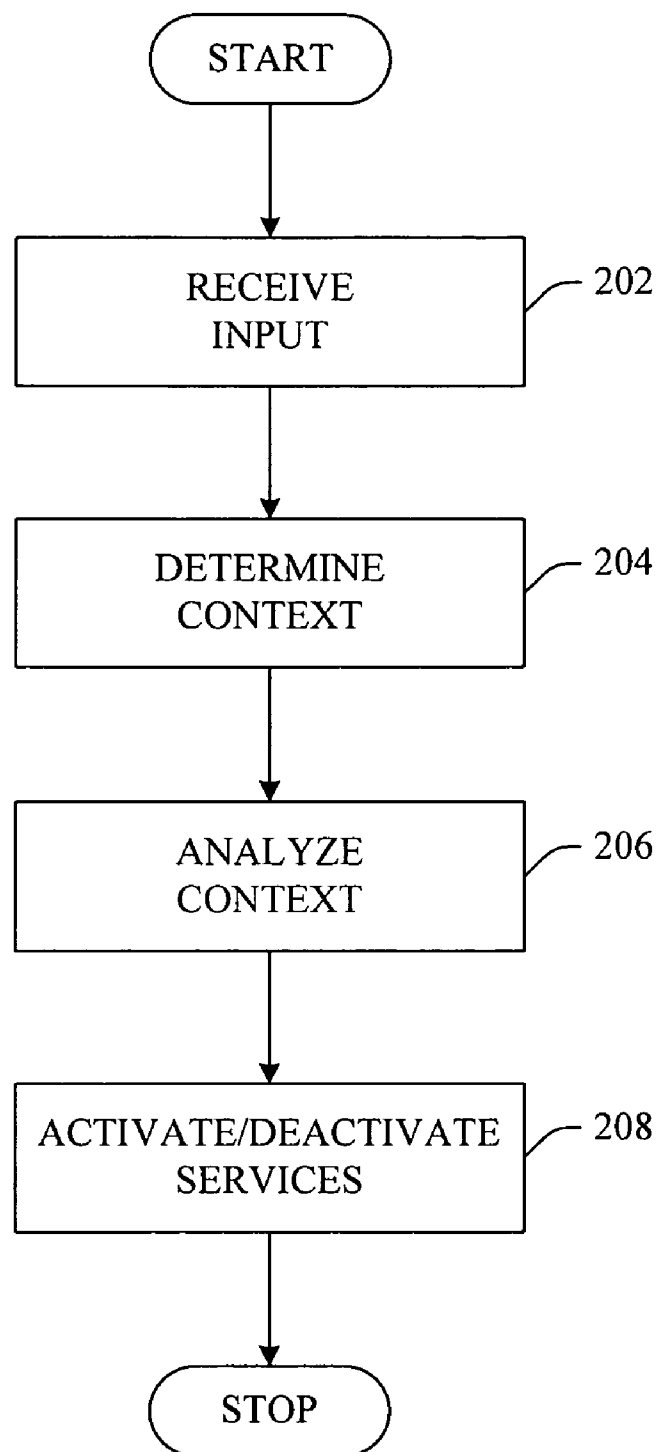 START
RECEIVE
INPUT
202
DETERMINE
CONTEXT
204
ANALYZE
CONTEXT
206
ACTIVATE/DEACTIVATE
SERVICES
208
STOP